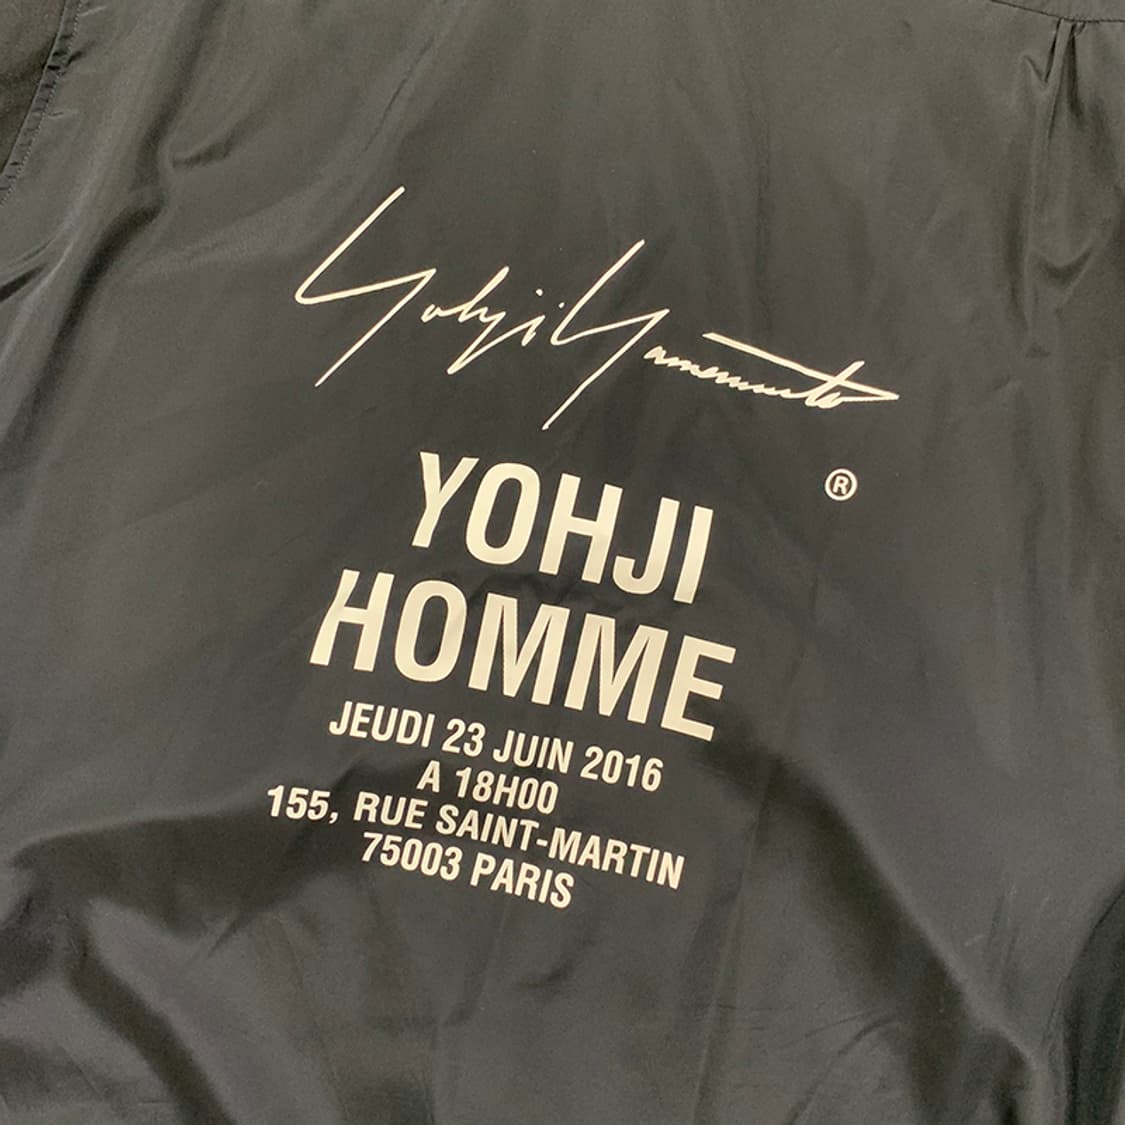 Yohji Yamamoto
®
YOHJI
HOMME
JEUDI 23 JUIN 2016
A 18H00
155, RUE SAINT-MARTIN
75003 PARIS